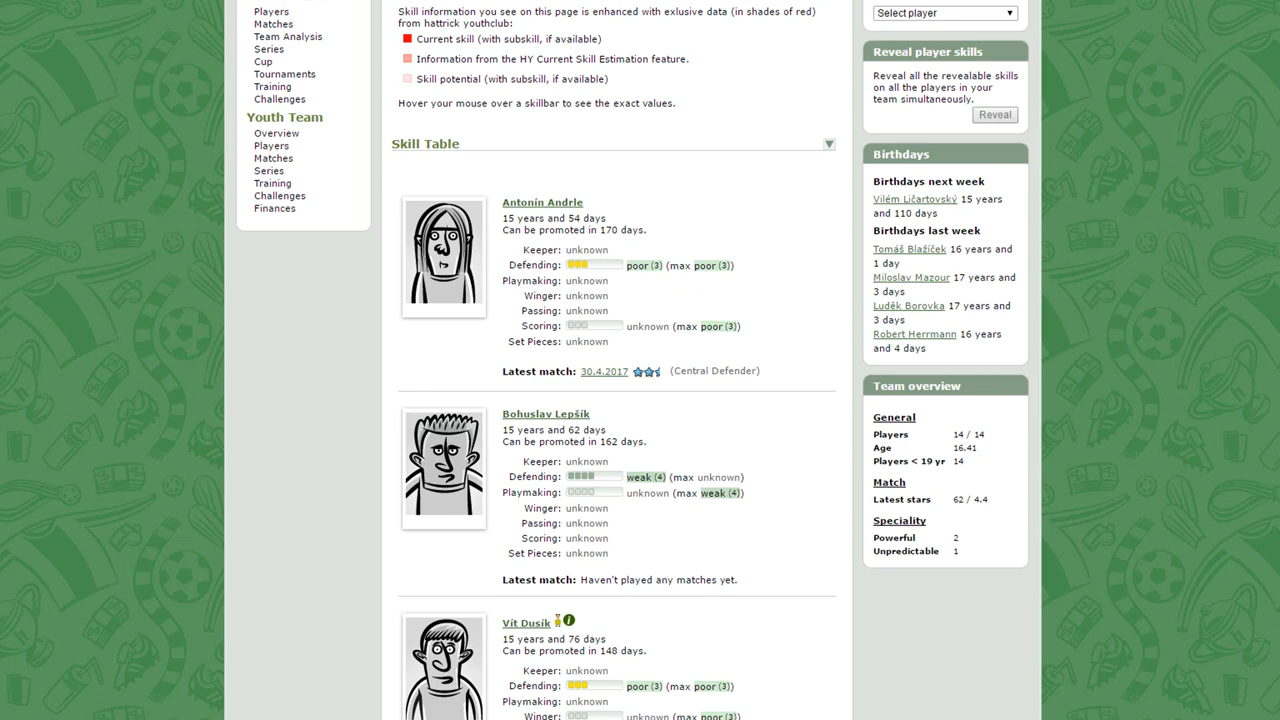 Players
Matches
Team Analysis
Series
Cup
Tournaments
Training
Challenges
Youth Team
Overview
Players
Matches
Series
Training
Challenges
Finances
Skill information you see on this page is enhanced with exlusive data (in shades of red)
from hattrick youthclub:
Current skill (with subskill, if available)
Information from the HY Current Skill Estimation feature.
Skill potential (with subskill, if available)
Hover your mouse over a skillbar to see the exact values.
Skill Table
Antonín Andrle
15 years and 54 days
Can be promoted in 170 days.
Keeper: unknown
Defending: poor (3) (max poor (3))
Playmaking: unknown
Winger: unknown
Passing: unknown
Scoring: unknown (max poor (3))
Set Pieces: unknown
Latest match: 30.4.2017 (Central Defender)
Bohuslav Lepšík
15 years and 62 days
Can be promoted in 162 days.
Keeper: unknown
Defending: weak (4) (max unknown)
Playmaking: unknown (max weak (4))
Winger: unknown
Passing: unknown
Scoring: unknown
Set Pieces: unknown
Latest match: Haven't played any matches yet.
Vít Dusík
15 years and 76 days
Can be promoted in 148 days.
Keeper: unknown
Defending: poor (3) (max poor (3))
Playmaking: unknown
Winger: unknown (max poor (3))
Select player
Reveal player skills
Reveal all the revealable skills
on all the players in your
team simultaneously.
Reveal
Birthdays
Birthdays next week
Vilém Ličartovský 15 years
and 110 days
Birthdays last week
Tomáš Blažíček 16 years and
1 day
Miloslav Mazour 17 years and
3 days
Luděk Borovka 17 years and
3 days
Robert Herrmann 16 years
and 4 days
Team overview
General
Players 14 / 14
Age 16.41
Players < 19 yr 14
Match
Latest stars 62 / 4.4
Speciality
Powerful 2
Unpredictable 1